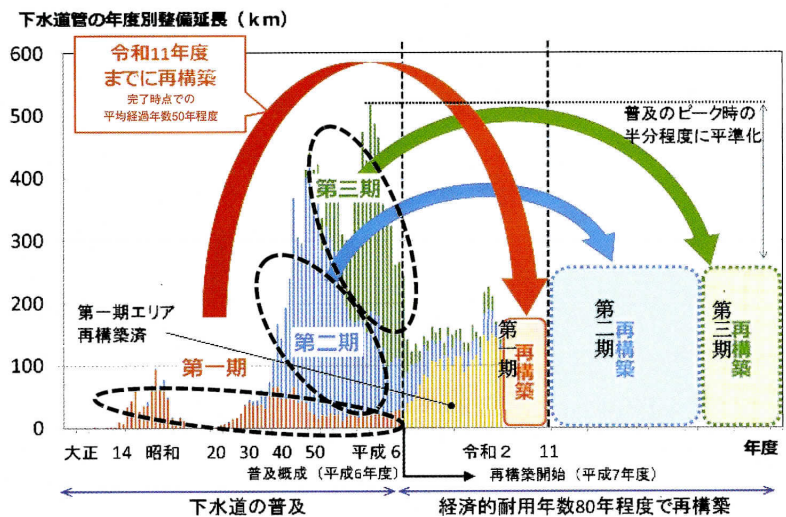 下水道管の年度別整備延長（ｋｍ）
600
500
400
300
200
100
0
令和11年度
までに再構築
完了時点での
平均経過年数50年程度
普及のピーク時の
半分程度に平準化
第三期
第二期
第一期
第一期エリア
再構築済
第一期
再構築
第二期
再構築
第三期
再構築
大正 14 昭和 20 30 40 50 平成 6 令和 2 11 年度
普及概成（平成6年度） 再構築開始（平成7年度）
下水道の普及 経済的耐用年数80年程度で再構築